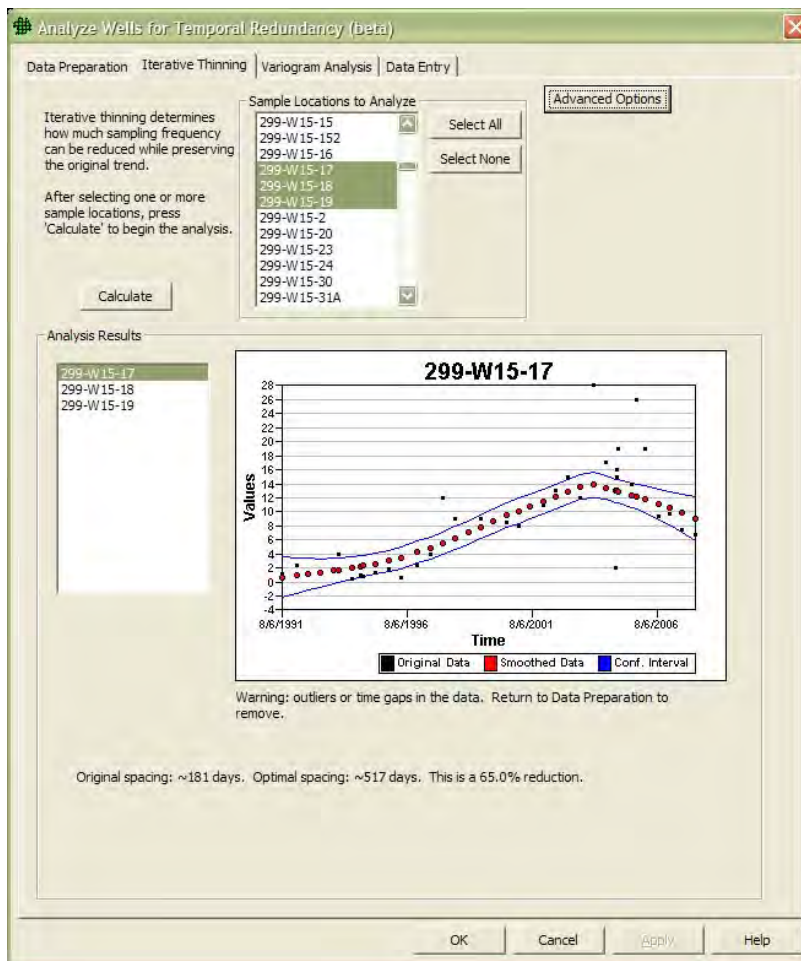 Analyze Wells for Temporal Redundancy (beta)
Data Preparation
Iterative Thinning
Variogram Analysis
Data Entry
Iterative thinning determines
how much sampling frequency
can be reduced while preserving
the original trend.
After selecting one or more
sample locations, press
'Calculate' to begin the analysis.
Calculate
Sample Locations to Analyze
299-W15-15
299-W15-152
299-W15-16
299-W15-17
299-W15-18
299-W15-19
299-W15-2
299-W15-20
299-W15-23
299-W15-24
299-W15-30
299-W15-31A
Select All
Select None
Advanced Options
Analysis Results
299-W15-17
299-W15-18
299-W15-19
299-W15-17
Values
28
26
24
22
20
18
16
14
12
10
8
6
4
2
0
-2
-4
8/6/1991
8/6/1996
8/6/2001
8/6/2006
Time
Original Data
Smoothed Data
Conf. Interval
Warning: outliers or time gaps in the data. Return to Data Preparation to
remove.
Original spacing: ~181 days. Optimal spacing: ~517 days. This is a 65.0% reduction.
OK
Cancel
Apply
Help